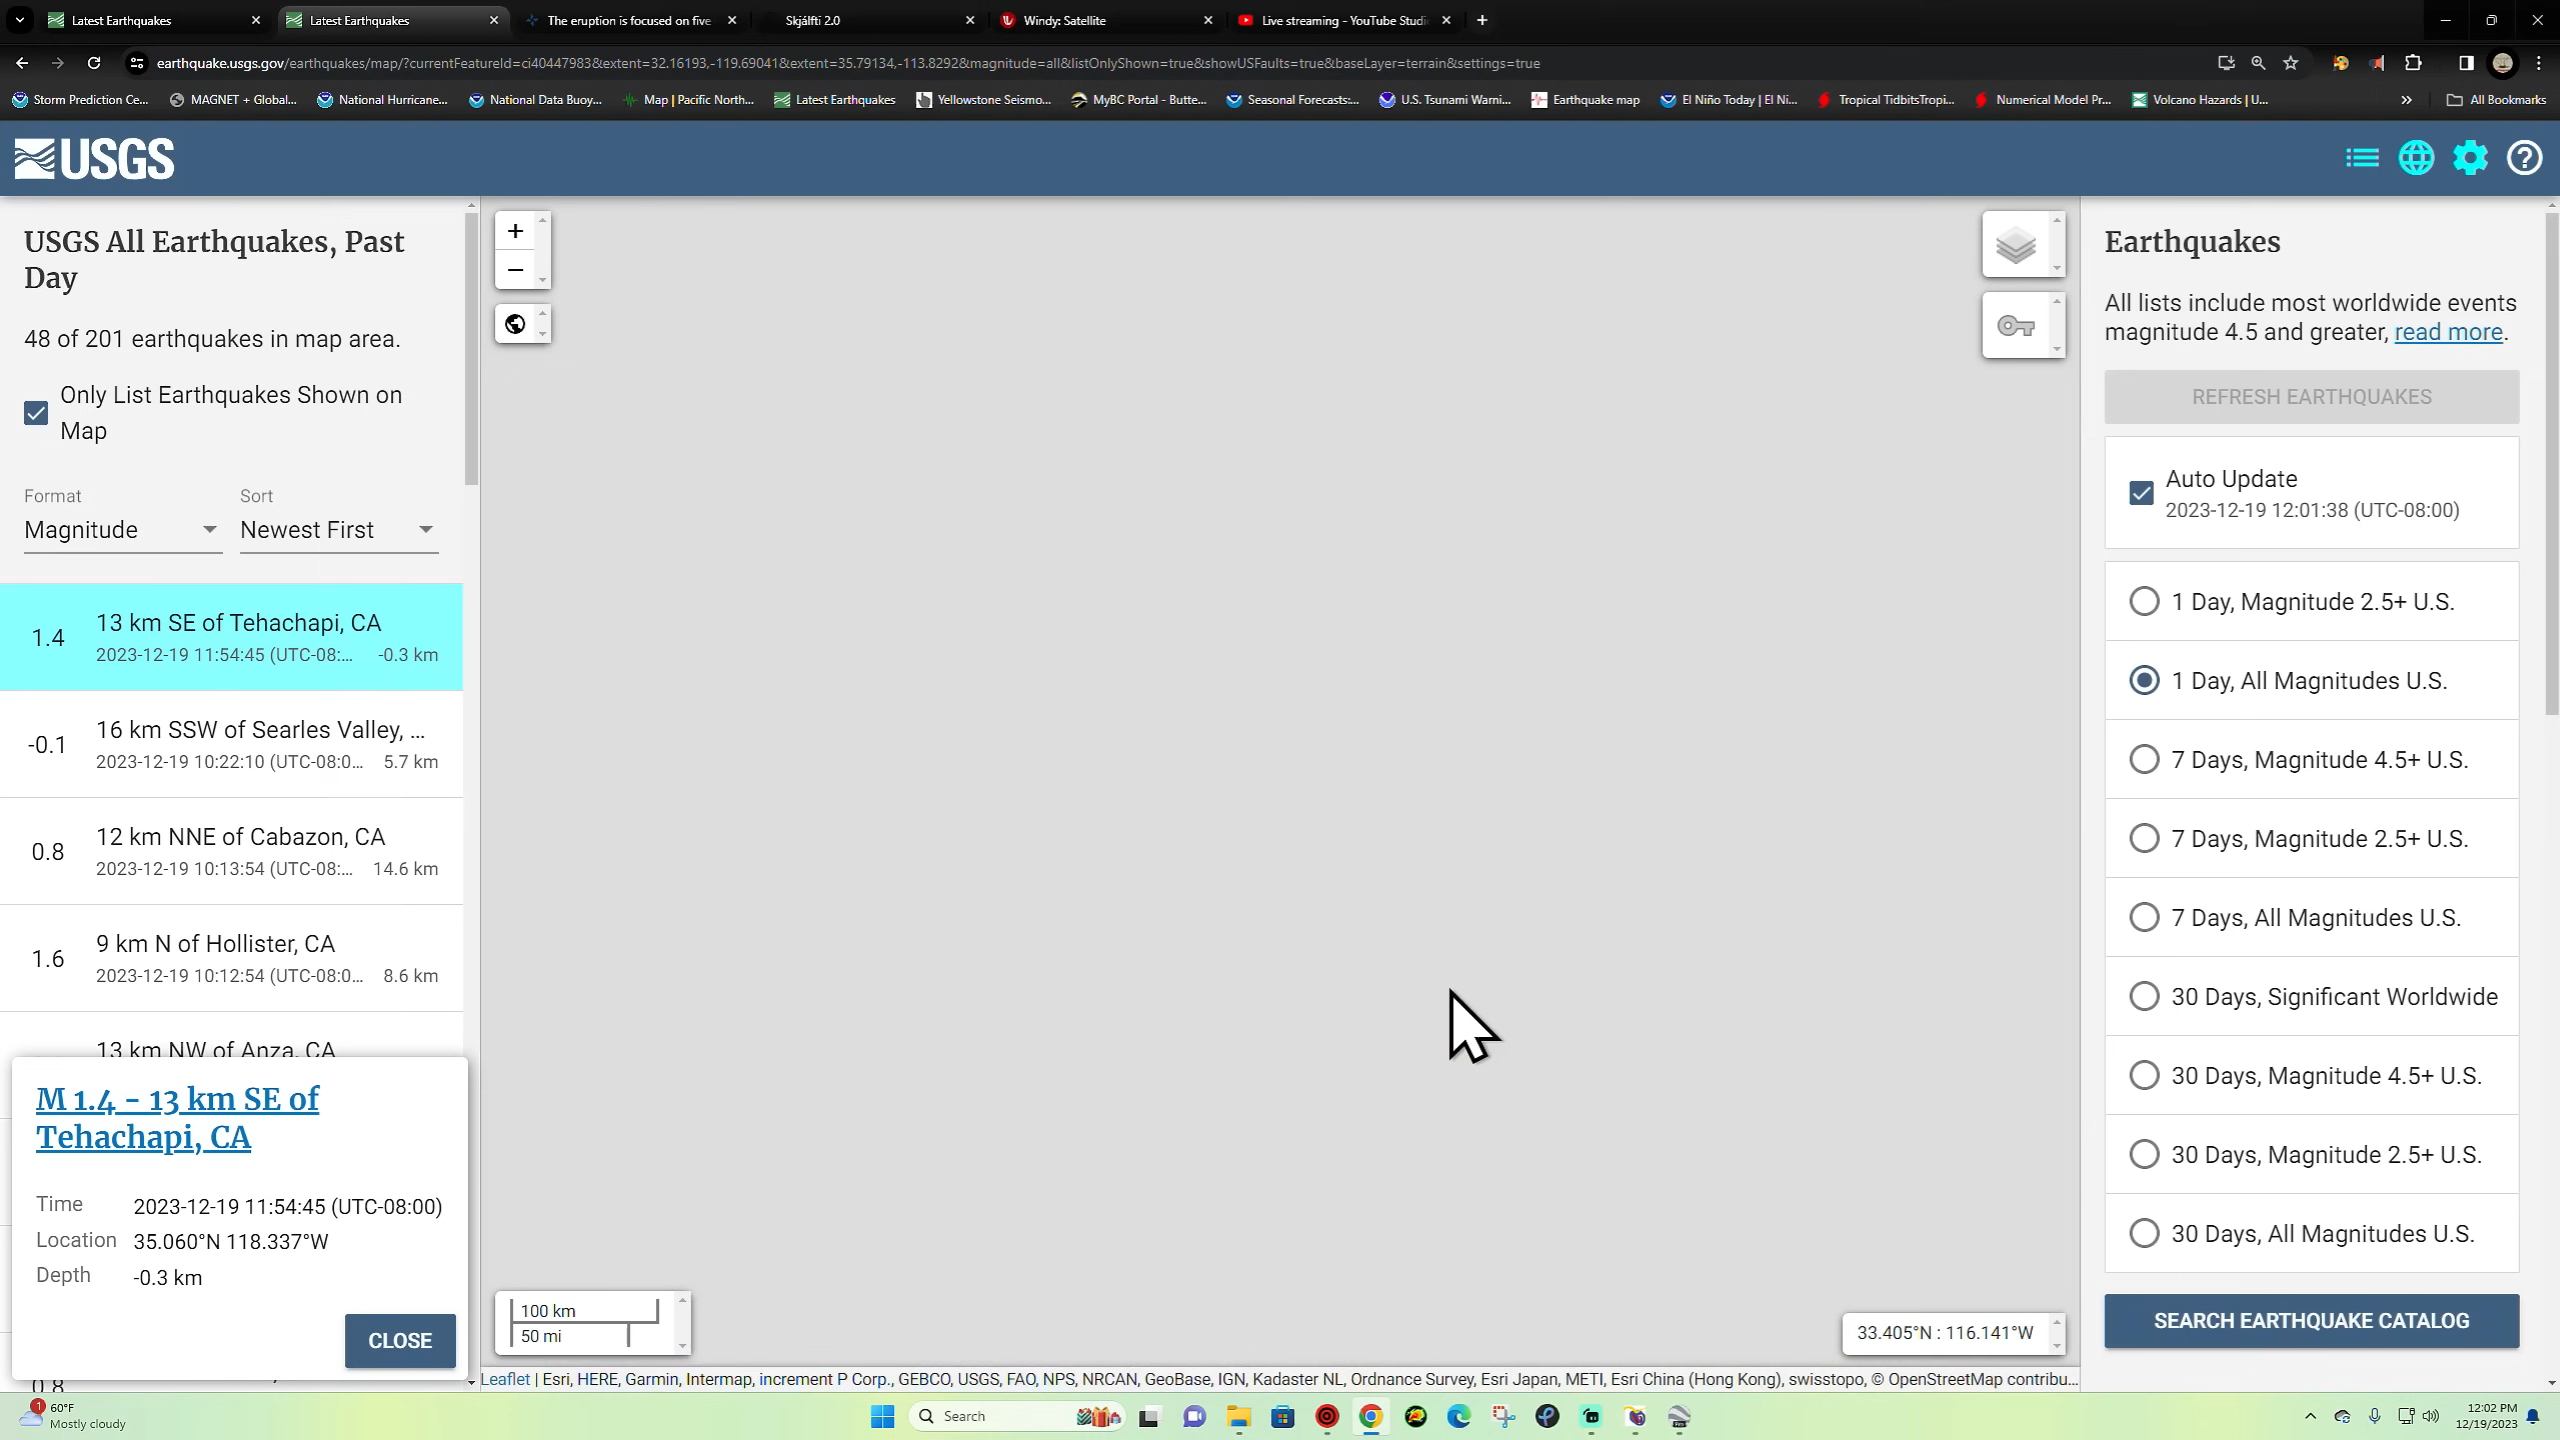 Latest Earthquakes
Latest Earthquakes
The eruption is focused on five
Skjálfti 2.0
Windy: Satellite
Live streaming - YouTube Studi
earthquake.usgs.gov/earthquakes/map/?currentFeatureId=ci40447983&extent=32.16193,-119.69041&extent=35.79134,-113.8292&magnitude=all&listOnlyShown=true&showUSFaults=true&baseLayer=terrain&settings=true
Storm Prediction Ce...
MAGNET + Global...
National Hurricane...
National Data Buoy...
Map | Pacific North...
Latest Earthquakes
Yellowstone Seismo...
MyBC Portal - Butte...
Seasonal Forecasts:...
U.S. Tsunami Warni...
Earthquake map
El Niño Today | El Ni...
Tropical TidbitsTropi...
Numerical Model Pr...
Volcano Hazards | U...
All Bookmarks
USGS
USGS All Earthquakes, Past
Day
48 of 201 earthquakes in map area.
Only List Earthquakes Shown on
Map
Format
Sort
Magnitude
Newest First
1.4
13 km SE of Tehachapi, CA
2023-12-19 11:54:45 (UTC-08:... -0.3 km
-0.1
16 km SSW of Searles Valley, ...
2023-12-19 10:22:10 (UTC-08:0... 5.7 km
0.8
12 km NNE of Cabazon, CA
2023-12-19 10:13:54 (UTC-08:... 14.6 km
1.6
9 km N of Hollister, CA
2023-12-19 10:12:54 (UTC-08:0... 8.6 km
13 km NW of Anza, CA
M 1.4 - 13 km SE of
Tehachapi, CA
Time 2023-12-19 11:54:45 (UTC-08:00)
Location 35.060°N 118.337°W
Depth -0.3 km
CLOSE
0.8
+
−
100 km
50 mi
33.405°N : 116.141°W
Leaflet | Esri, HERE, Garmin, Intermap, increment P Corp., GEBCO, USGS, FAO, NPS, NRCAN, GeoBase, IGN, Kadaster NL, Ordnance Survey, Esri Japan, METI, Esri China (Hong Kong), swisstopo, © OpenStreetMap contribu...
Earthquakes
All lists include most worldwide events
magnitude 4.5 and greater, read more.
REFRESH EARTHQUAKES
Auto Update
2023-12-19 12:01:38 (UTC-08:00)
1 Day, Magnitude 2.5+ U.S.
1 Day, All Magnitudes U.S.
7 Days, Magnitude 4.5+ U.S.
7 Days, Magnitude 2.5+ U.S.
7 Days, All Magnitudes U.S.
30 Days, Significant Worldwide
30 Days, Magnitude 4.5+ U.S.
30 Days, Magnitude 2.5+ U.S.
30 Days, All Magnitudes U.S.
SEARCH EARTHQUAKE CATALOG
1
60°F
Mostly cloudy
Search
12:02 PM
12/19/2023